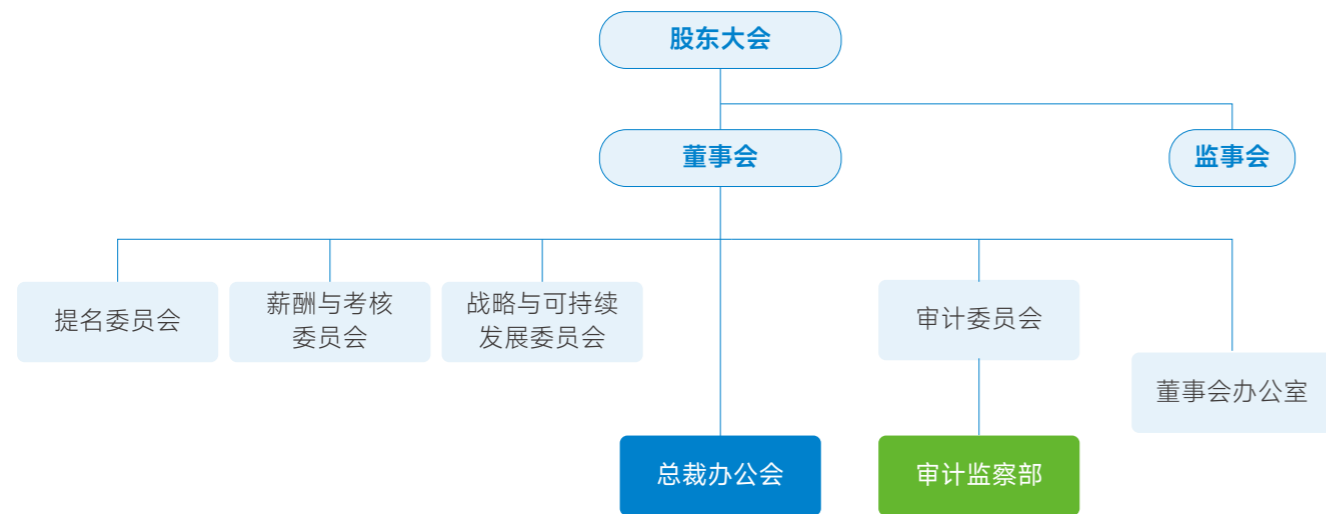 股东大会
董事会
监事会
提名委员会
薪酬与考核
委员会
战略与可持续
发展委员会
审计委员会
董事会办公室
总裁办公会
审计监察部